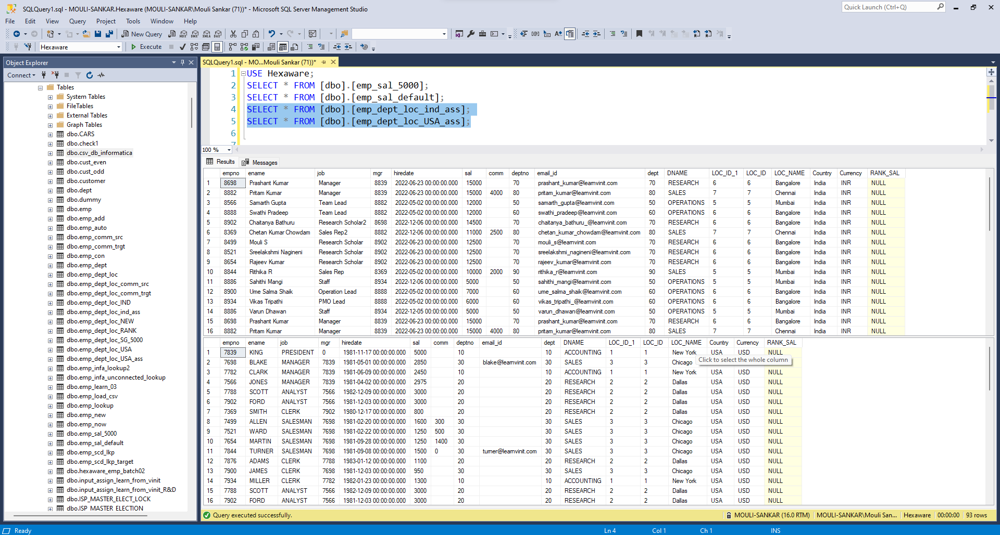 SQLQuery1.sql - MOULI-SANKAR.Hexaware (MOULI-SANKAR\Mouli Sankar (71))* - Microsoft SQL Server Management Studio
Quick Launch (Ctrl+Q)
File Edit View Query Project Tools Window Help
New Query
MDX DMX XMLA DAX
Hexaware
Execute
Object Explorer
Connect
Tables
System Tables
FileTables
External Tables
Graph Tables
dbo.CARS
dbo.check1
dbo.csv_db_informatica
dbo.cust_even
dbo.cust_odd
dbo.customer
dbo.dept
dbo.dummy
dbo.emp
dbo.emp_add
dbo.emp_auto
dbo.emp_comm_src
dbo.emp_comm_trgt
dbo.emp_con
dbo.emp_dept
dbo.emp_dept_loc
dbo.emp_dept_loc_comm_src
dbo.emp_dept_loc_comm_trgt
dbo.emp_dept_loc_IND
dbo.emp_dept_loc_ind_ass
dbo.emp_dept_loc_NEW
dbo.emp_dept_loc_RANK
dbo.emp_dept_loc_SG_5000
dbo.emp_dept_loc_USA
dbo.emp_dept_loc_USA_ass
dbo.emp_infa_lookup2
dbo.emp_infa_unconnected_lookup
dbo.emp_learn_03
dbo.emp_load_csv
dbo.emp_lookup
dbo.emp_new
dbo.emp_now
dbo.emp_sal_5000
dbo.emp_sal_default
dbo.emp_scd_lkp
dbo.emp_scd_lkp_target
dbo.hexaware_emp_batch02
dbo.input_assign_learn_from_vinit
dbo.input_assign_learn_from_vinit_R&D
dbo.ISP_MASTER_ELECT_LOCK
dbo.ISP_MASTER_ELECTION
SQLQuery1.sql - MO...Mouli Sankar (71))*
1 USE Hexaware;
2 SELECT * FROM [dbo].[emp_sal_5000];
3 SELECT * FROM [dbo].[emp_sal_default];
4 SELECT * FROM [dbo].[emp_dept_loc_ind_ass];
5 SELECT * FROM [dbo].[emp_dept_loc_USA_ass];
6
7
100 %
Results Messages
empno ename job mgr hiredate sal comm deptno email_id dept DNAME LOC_ID_1 LOC_ID LOC_NAME Country Currency RANK_SAL
1 8698 Prashant Kumar Manager 8839 2022-06-23 00:00:00.000 15000 70 prashant_kumar@learnvinit.com 70 RESEARCH 6 6 Bangalore India INR NULL
2 8882 Pritam Kumar Manager 8839 2022-06-23 00:00:00.000 15000 4000 80 pritam_kumar@learnvinit.com 80 SALES 7 7 Chennai India INR NULL
3 8566 Samarth Gupta Team Lead 8882 2022-05-02 00:00:00.000 12000 50 samarth_gupta@learnvinit.com 50 OPERATIONS 5 5 Mumbai India INR NULL
4 8888 Swathi Pradeep Team Lead 8882 2022-05-02 00:00:00.000 12000 60 swathi_pradeep@learnvinit.com 60 OPERATIONS 6 6 Bangalore India INR NULL
5 8902 Chaitanya Bathuru Research Scholar2 8698 2022-12-06 00:00:00.000 14500 70 chaitanya_bathuru_@learnvinit.com 70 RESEARCH 6 6 Bangalore India INR NULL
6 8369 Chetan Kumar Chowdam Sales Rep2 8882 2022-12-06 00:00:00.000 11000 2500 80 chetan_kumar_chowdam@learnvinit.com 80 SALES 7 7 Chennai India INR NULL
7 8499 Mouli S Research Scholar 8902 2022-06-23 00:00:00.000 12500 70 mouli_s@learnvinit.com 70 RESEARCH 6 6 Bangalore India INR NULL
8 8521 Sreelakshmi Nagineni Research Scholar 8902 2022-06-23 00:00:00.000 12500 70 sreelakshmi_nagineni@learnvinit.com 70 RESEARCH 6 6 Bangalore India INR NULL
9 8654 Rajeev Kumar Research Scholar 8902 2022-06-23 00:00:00.000 12500 70 rajeev_kumar@learnvinit.com 70 RESEARCH 6 6 Bangalore India INR NULL
10 8844 Rithika R Sales Rep 8369 2022-05-02 00:00:00.000 10000 2000 90 rithika_r@learnvinit.com 90 SALES 5 5 Mumbai India INR NULL
11 8886 Sahithi Mangi Staff 8934 2022-12-06 00:00:00.000 5000 50 sahithi_mangi@learnvinit.com 50 OPERATIONS 5 5 Mumbai India INR NULL
12 8900 Ume Salma Shaik Operation Lead 8888 2022-05-02 00:00:00.000 7000 60 ume_salma_shaik@learnvinit.com 60 OPERATIONS 6 6 Bangalore India INR NULL
13 8934 Vikas Tripathi PMO Lead 8888 2022-05-02 00:00:00.000 6000 60 vikas_tripathi_@learnvinit.com 60 OPERATIONS 6 6 Bangalore India INR NULL
14 8886 Varun Dhawan Staff 8934 2022-12-05 00:00:00.000 5000 50 varun_dhawan@learnvinit.com 50 OPERATIONS 5 5 Mumbai India INR NULL
15 8698 Prashant Kumar Manager 8839 2022-06-23 00:00:00.000 15000 70 prashant_kumar@learnvinit.com 70 RESEARCH 6 6 Bangalore India INR NULL
16 8882 Pritam Kumar Manager 8839 2022-06-23 00:00:00.000 15000 4000 80 pritam_kumar@learnvinit.com 80 SALES 7 7 Chennai India INR NULL
empno ename job mgr hiredate sal comm deptno email_id dept DNAME LOC_ID_1 LOC_ID LOC_NAME Country Currency RANK_SAL
1 7839 KING PRESIDENT 0 1981-11-17 00:00:00.000 5000 10 10 ACCOUNTING 1 1 New York USA USD NULL
2 7698 BLAKE MANAGER 7839 1981-05-01 00:00:00.000 2850 30 blake@learnvinit.com 30 SALES 3 3 Chicago
Click to select the whole column
3 7782 CLARK MANAGER 7839 1981-06-09 00:00:00.000 2450 10 10 ACCOUNTING 1 1 New York USA USD NULL
4 7566 JONES MANAGER 7839 1981-04-02 00:00:00.000 2975 20 20 RESEARCH 2 2 Dallas USA USD NULL
5 7788 SCOTT ANALYST 7566 1982-12-09 00:00:00.000 3000 20 20 RESEARCH 2 2 Dallas USA USD NULL
6 7902 FORD ANALYST 7566 1981-12-03 00:00:00.000 3000 20 20 RESEARCH 2 2 Dallas USA USD NULL
7 7369 SMITH CLERK 7902 1980-12-17 00:00:00.000 800 20 20 RESEARCH 2 2 Dallas USA USD NULL
8 7499 ALLEN SALESMAN 7698 1981-02-20 00:00:00.000 1600 300 30 30 SALES 3 3 Chicago USA USD NULL
9 7521 WARD SALESMAN 7698 1981-02-22 00:00:00.000 1250 500 30 30 SALES 3 3 Chicago USA USD NULL
10 7654 MARTIN SALESMAN 7698 1981-09-28 00:00:00.000 1250 1400 30 30 SALES 3 3 Chicago USA USD NULL
11 7844 TURNER SALESMAN 7698 1981-09-08 00:00:00.000 1500 0 30 turner@learnvinit.com 30 SALES 3 3 Chicago USA USD NULL
12 7876 ADAMS CLERK 7788 1983-01-12 00:00:00.000 1100 20 20 RESEARCH 2 2 Dallas USA USD NULL
13 7900 JAMES CLERK 7698 1981-12-03 00:00:00.000 950 30 30 SALES 3 3 Chicago USA USD NULL
14 7934 MILLER CLERK 7782 1982-01-23 00:00:00.000 1300 10 10 ACCOUNTING 1 1 New York USA USD NULL
15 7788 SCOTT ANALYST 7566 1982-12-09 00:00:00.000 3000 20 20 RESEARCH 2 2 Dallas USA USD NULL
16 7902 FORD ANALYST 7566 1981-12-03 00:00:00.000 3000 20 20 RESEARCH 2 2 Dallas USA USD NULL
Query executed successfully.
MOULI-SANKAR (16.0 RTM) MOULI-SANKAR\Mouli San... Hexaware 00:00:00 93 rows
Ready Ln 4 Col 1 Ch 1 INS